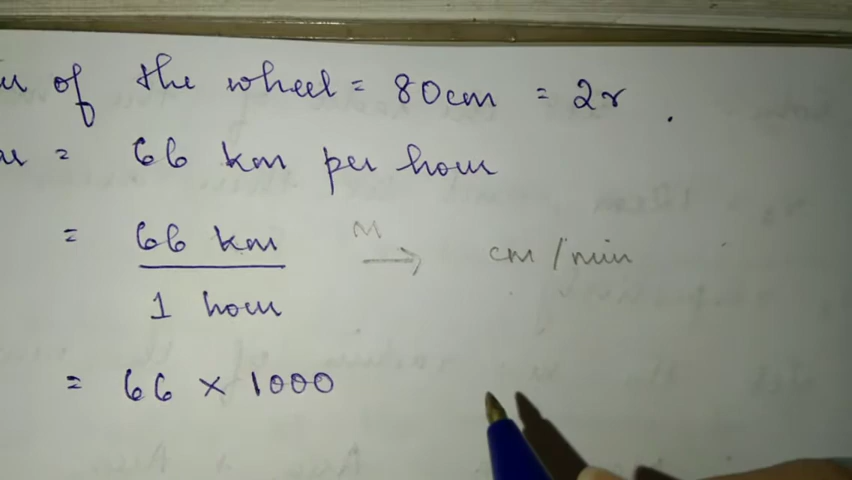 of the wheel = 80cm = 2r.
= 66 km per hour
= 66 km / 1 hour M → cm/min
= 66 × 1000